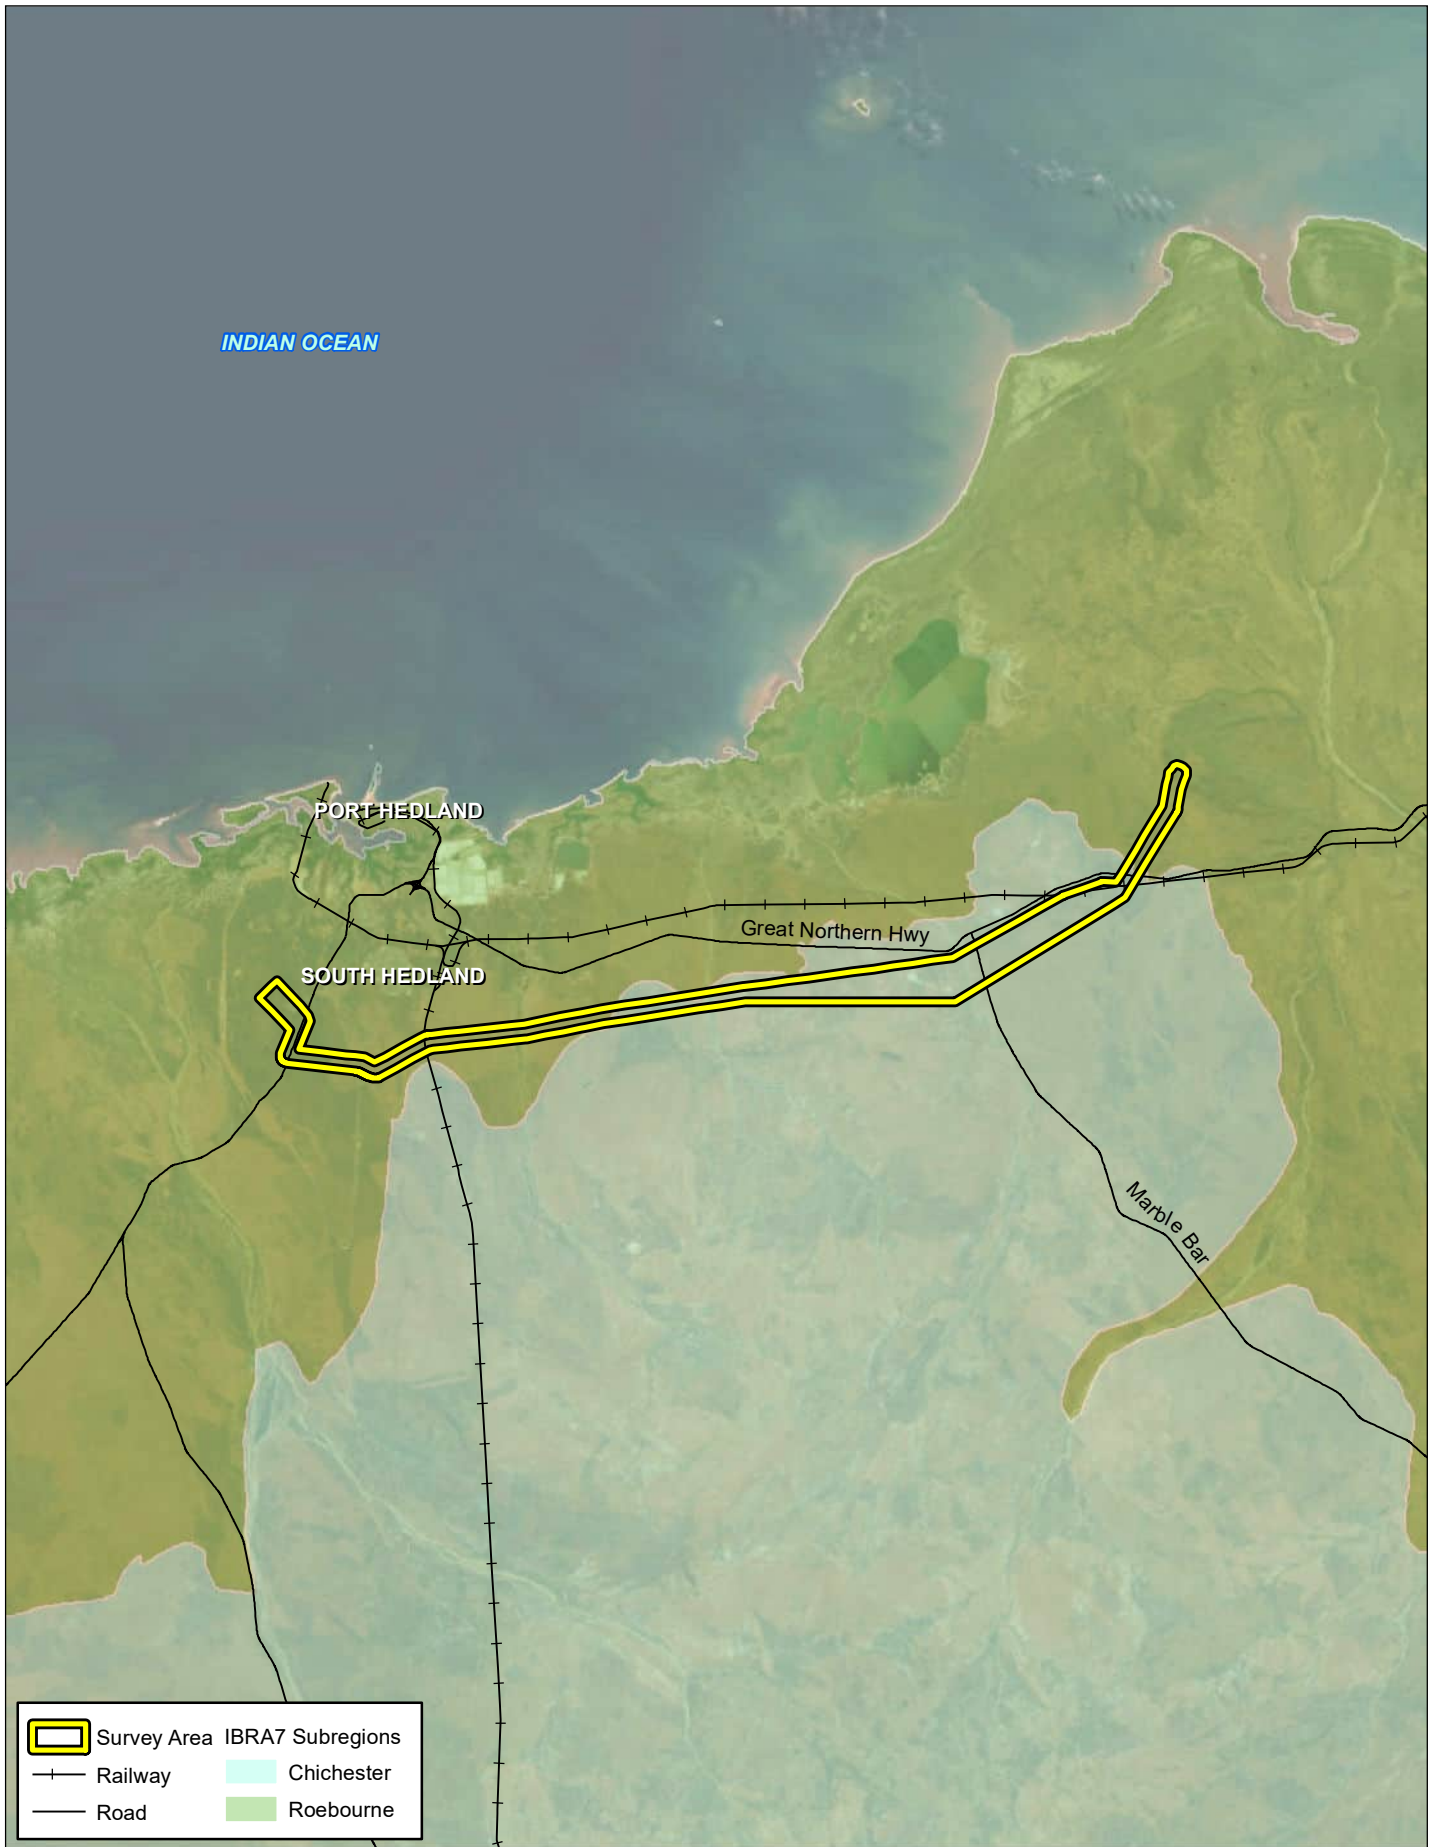 INDIAN OCEAN
PORT HEDLAND
Great Northern Hwy
SOUTH HEDLAND
Marble Bar
Survey Area
IBRA7 Subregions
Railway
Chichester
Road
Roebourne